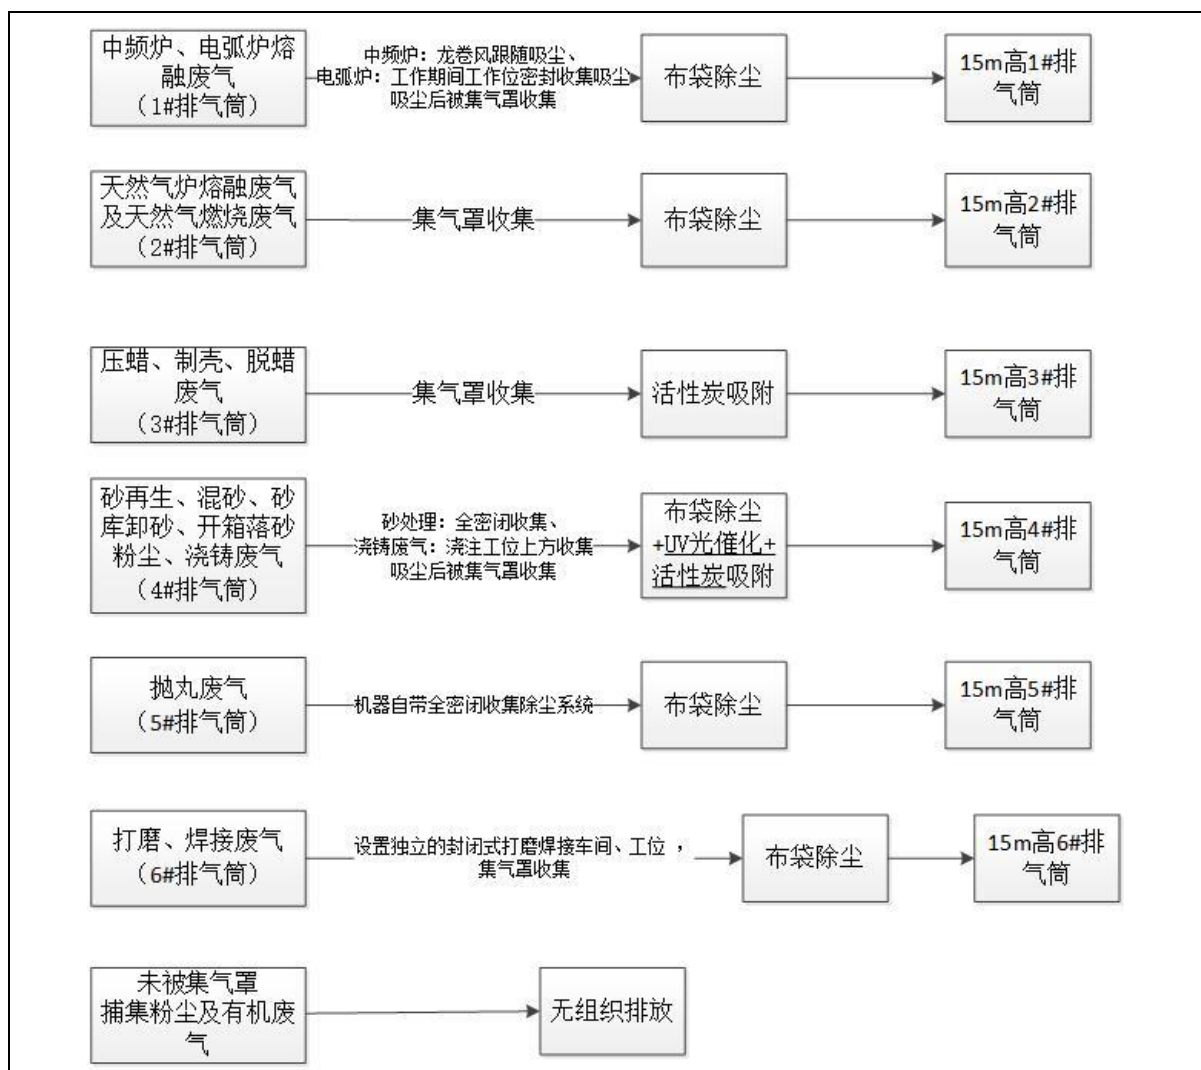 中频炉、电弧炉熔
融废气
（1#排气筒）
中频炉：龙卷风跟随吸尘、
电弧炉：工作期间工作位密封收集吸尘
吸尘后被集气罩收集
布袋除尘
15m高1#排
气筒
天然气炉熔融废气
及天然气燃烧废气
（2#排气筒）
集气罩收集
布袋除尘
15m高2#排
气筒
压蜡、制壳、脱蜡
废气
（3#排气筒）
集气罩收集
活性炭吸附
15m高3#排
气筒
砂再生、混砂、砂
库卸砂、开箱落砂
粉尘、浇铸废气
（4#排气筒）
砂处理：全密闭收集、
浇铸废气：浇注工位上方收集
吸尘后被集气罩收集
布袋除尘
+UV光催化+
活性炭吸附
15m高4#排
气筒
抛丸废气
（5#排气筒）
机器自带全密闭收集除尘系统
布袋除尘
15m高5#排
气筒
打磨、焊接废气
（6#排气筒）
设置独立的封闭式打磨焊接车间、工位 ，
集气罩收集
布袋除尘
15m高6#排
气筒
未被集气罩
捕集粉尘及有机废
气
无组织排放